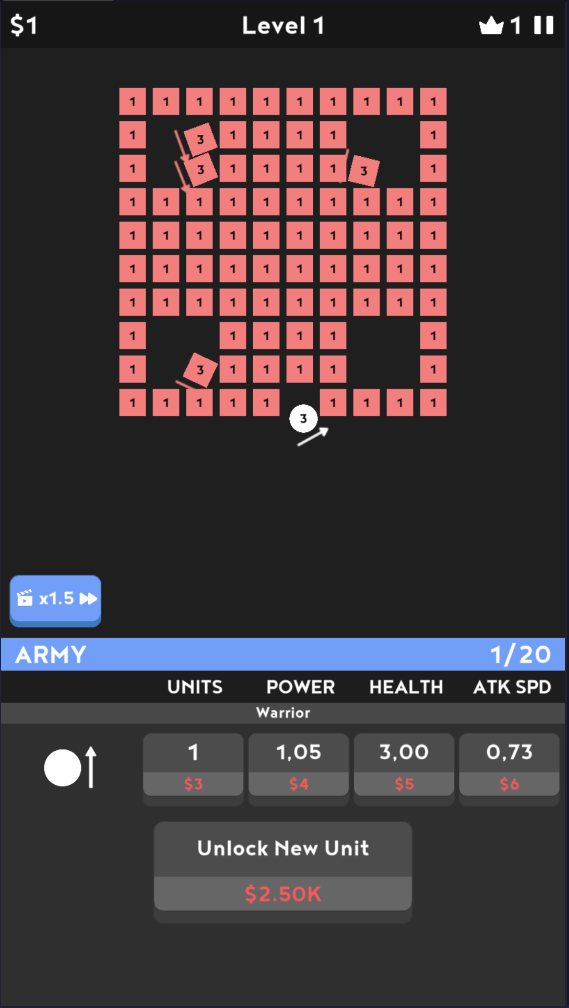 $1 Level 1 1
1 1 1 1 1 1 1 1 1 1
1 3 1 1 1 1 1
1 3 1 1 1 1 3 1
1 1 1 1 1 1 1 1 1 1
1 1 1 1 1 1 1 1 1 1
1 1 1 1 1 1 1 1 1 1
1 1 1 1 1 1 1 1 1 1
1 1 1 1 1 1
1 3 1 1 1 1 1
1 1 1 1 1 1 1 1 1
3
x1.5
ARMY 1/20
UNITS POWER HEALTH ATK SPD
Warrior
1 1,05 3,00 0,73
$3 $4 $5 $6
Unlock New Unit
$2.50K